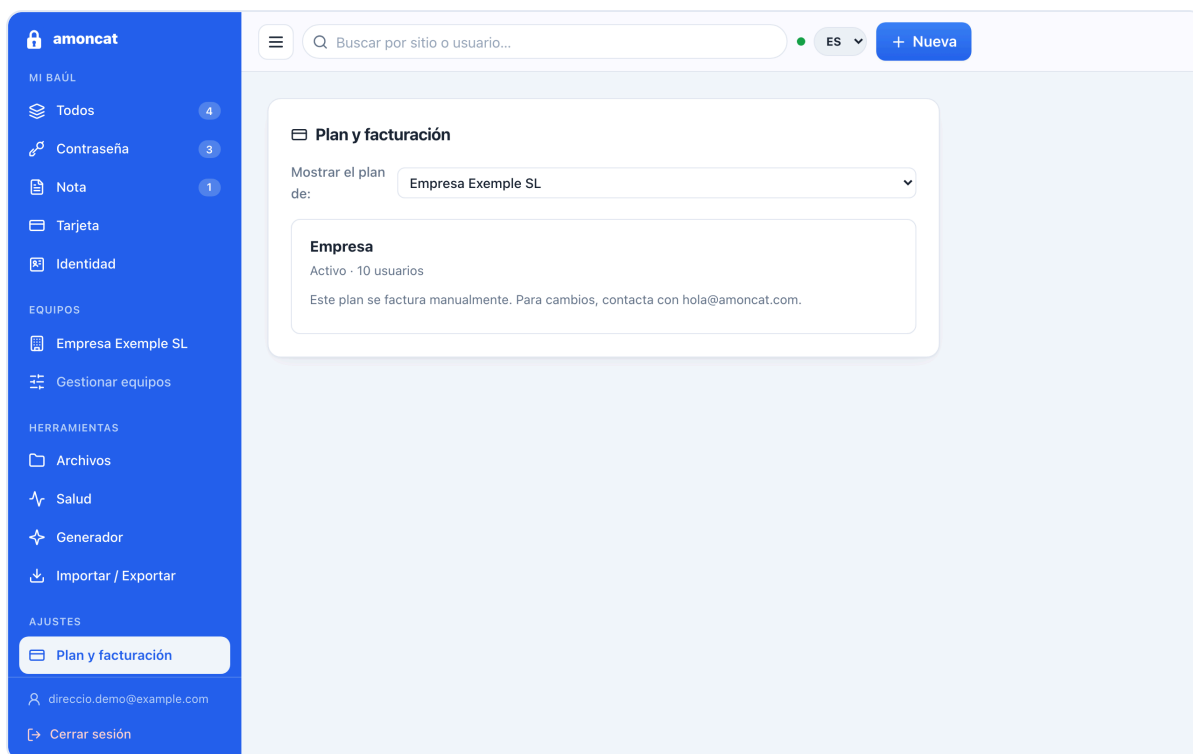 amoncat
Buscar por sitio o usuario...
ES
+ Nueva
MI BAÚL
Todos 4
Contraseña 3
Nota 1
Tarjeta
Identidad
EQUIPOS
Empresa Exemple SL
Gestionar equipos
HERRAMIENTAS
Archivos
Salud
Generador
Importar / Exportar
AJUSTES
Plan y facturación
direccio.demo@example.com
Cerrar sesión
Plan y facturación
Mostrar el plan
de:
Empresa Exemple SL
Empresa
Activo · 10 usuarios
Este plan se factura manualmente. Para cambios, contacta con hola@amoncat.com.